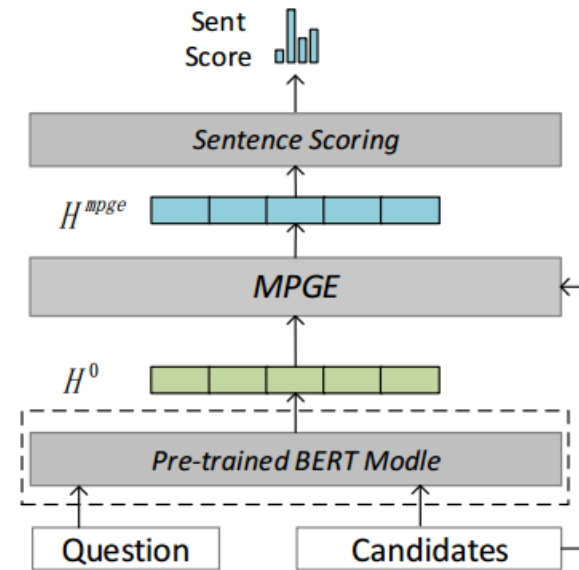 Sent
Score
Sentence Scoring
H^mpge
MPGE
H^0
Pre-trained BERT Modle
Question Candidates